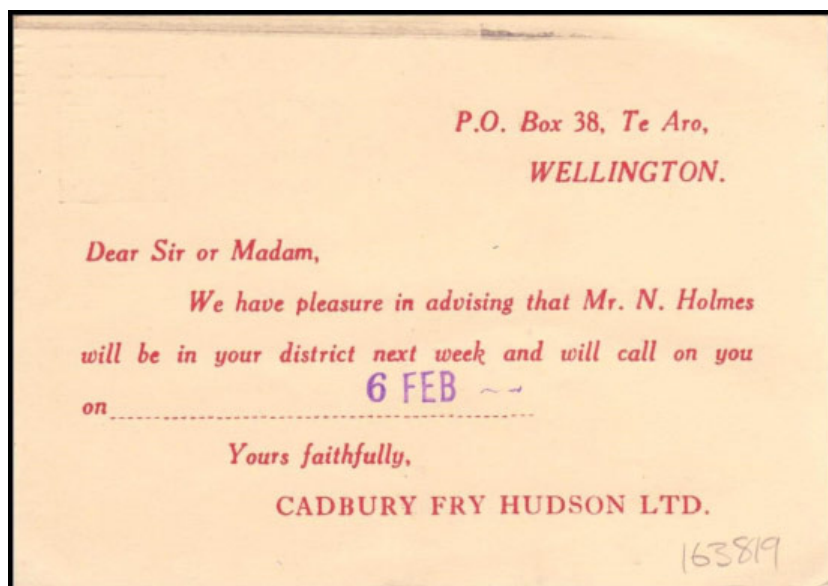 P.O. Box 38, Te Aro,
WELLINGTON.
Dear Sir or Madam,
We have pleasure in advising that Mr. N. Holmes
will be in your district next week and will call on you
on 6 FEB
Yours faithfully,
CADBURY FRY HUDSON LTD.
163819